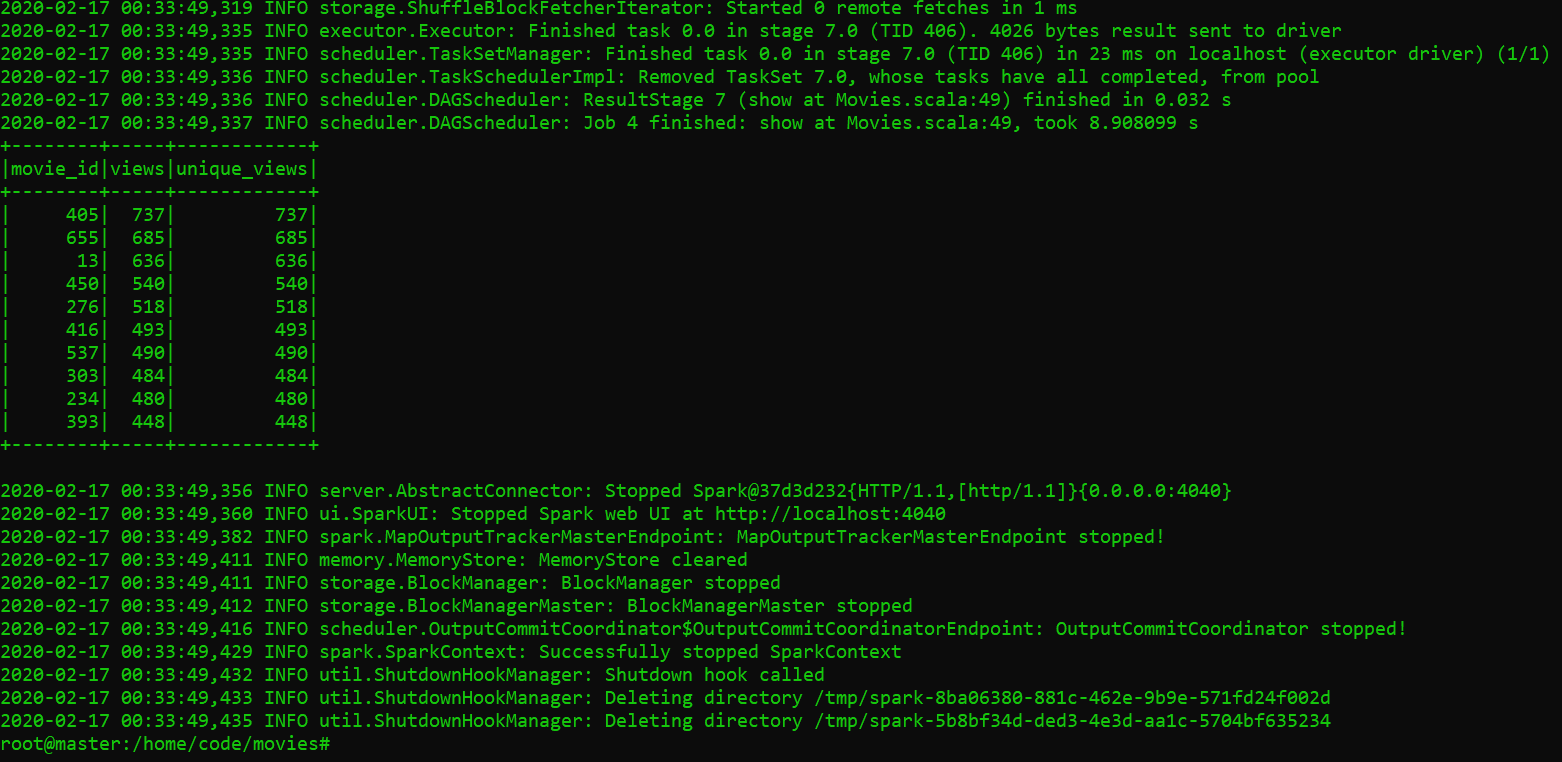 2020-02-17 00:33:49,319 INFO storage.ShuffleBlockFetcherIterator: Started 0 remote fetches in 1 ms
2020-02-17 00:33:49,335 INFO executor.Executor: Finished task 0.0 in stage 7.0 (TID 406). 4026 bytes result sent to driver
2020-02-17 00:33:49,335 INFO scheduler.TaskSetManager: Finished task 0.0 in stage 7.0 (TID 406) in 23 ms on localhost (executor driver) (1/1)
2020-02-17 00:33:49,336 INFO scheduler.TaskSchedulerImpl: Removed TaskSet 7.0, whose tasks have all completed, from pool
2020-02-17 00:33:49,336 INFO scheduler.DAGScheduler: ResultStage 7 (show at Movies.scala:49) finished in 0.032 s
2020-02-17 00:33:49,337 INFO scheduler.DAGScheduler: Job 4 finished: show at Movies.scala:49, took 8.908099 s
+--------+-----+------------+
|movie_id|views|unique_views|
+--------+-----+------------+
|     405|  737|         737|
|     655|  685|         685|
|      13|  636|         636|
|     450|  540|         540|
|     276|  518|         518|
|     416|  493|         493|
|     537|  490|         490|
|     303|  484|         484|
|     234|  480|         480|
|     393|  448|         448|
+--------+-----+------------+
2020-02-17 00:33:49,356 INFO server.AbstractConnector: Stopped Spark@37d3d232{HTTP/1.1,[http/1.1]}{0.0.0.0:4040}
2020-02-17 00:33:49,360 INFO ui.SparkUI: Stopped Spark web UI at http://localhost:4040
2020-02-17 00:33:49,382 INFO spark.MapOutputTrackerMasterEndpoint: MapOutputTrackerMasterEndpoint stopped!
2020-02-17 00:33:49,411 INFO memory.MemoryStore: MemoryStore cleared
2020-02-17 00:33:49,411 INFO storage.BlockManager: BlockManager stopped
2020-02-17 00:33:49,412 INFO storage.BlockManagerMaster: BlockManagerMaster stopped
2020-02-17 00:33:49,416 INFO scheduler.OutputCommitCoordinator$OutputCommitCoordinatorEndpoint: OutputCommitCoordinator stopped!
2020-02-17 00:33:49,429 INFO spark.SparkContext: Successfully stopped SparkContext
2020-02-17 00:33:49,432 INFO util.ShutdownHookManager: Shutdown hook called
2020-02-17 00:33:49,433 INFO util.ShutdownHookManager: Deleting directory /tmp/spark-8ba06380-881c-462e-9b9e-571fd24f002d
2020-02-17 00:33:49,435 INFO util.ShutdownHookManager: Deleting directory /tmp/spark-5b8bf34d-ded3-4e3d-aa1c-5704bf635234
root@master:/home/code/movies#